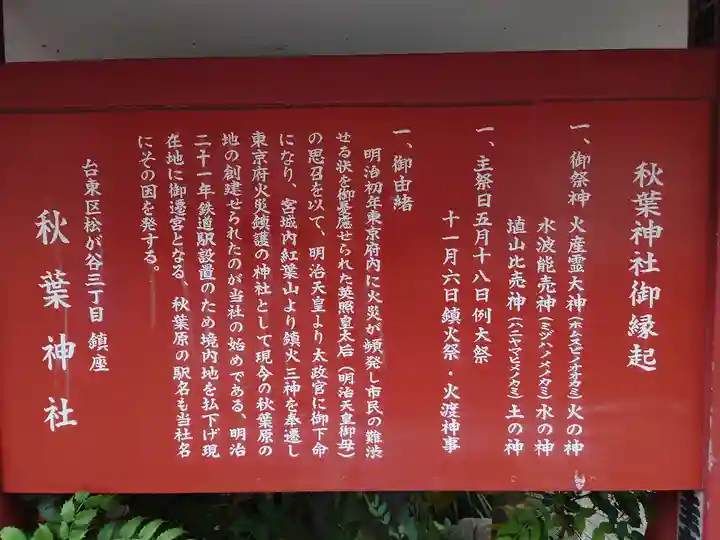 秋葉神社御縁起
一、御祭神 火産霊大神(ホムスビノオオカミ)火の神
水波能売神(ミジハノメノカミ)水の神
埴山比売神(ハニヤマヒメノカミ)土の神
一、主祭日五月十八日例大祭
十一月六日鎮火祭・火渡神事
一、御由緒
明治初年東京府内に火災が頻発し市民の難渋
せる状を御憂慮せられた英照皇太后(明治天皇御母)
の思召を以て、明治天皇より太政官に御下命
になり、宮城内紅葉山より鎮火三神を奉遷し
東京府火災鎮護の神社として現今の秋葉原の
地の創建せられたのが当社の始めである、明治
二十一年鉄道駅設置のため境内地を払下げ現
在地に御遷宮となる、秋葉原の駅名も当社名
にその因を発する。
台東区松が谷三丁目 鎮座
秋葉神社